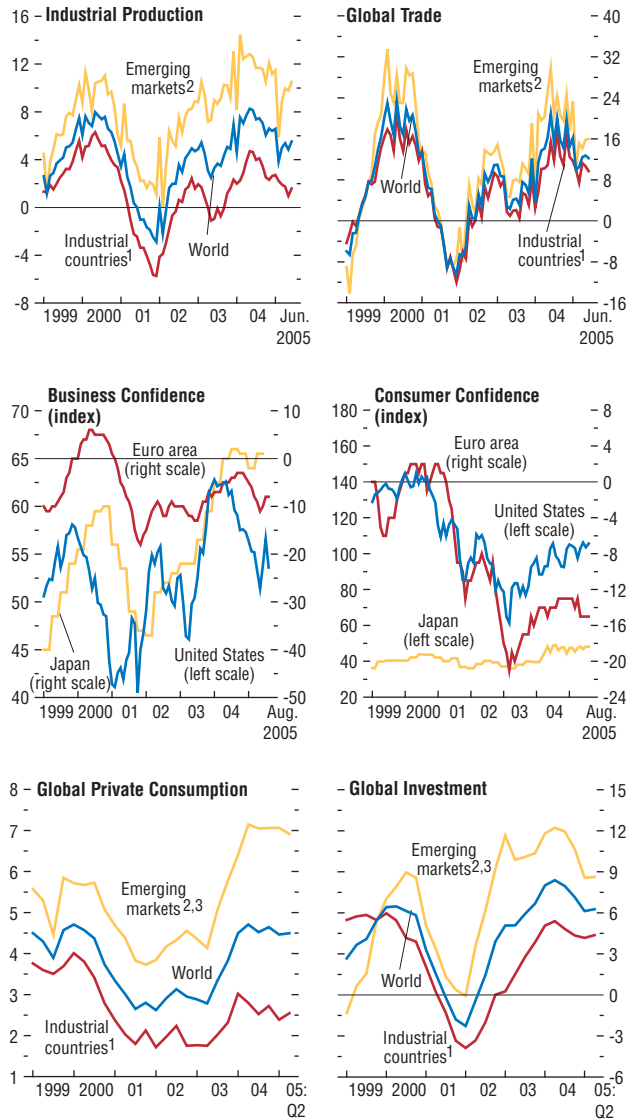 Industrial Production
16
12
8
4
0
-4
-8
Emerging
markets2
World
Industrial
countries1
1999 2000 01 02 03 04 Jun.
2005
Global Trade
40
32
24
16
8
0
-8
-16
Emerging
markets2
World
Industrial
countries1
1999 2000 01 02 03 04 Jun.
2005
Business Confidence
(index)
70
65
60
55
50
45
40
10
0
-10
-20
-30
-40
-50
Euro area
(right scale)
Japan
(right scale)
United States
(left scale)
1999 2000 01 02 03 04 Aug.
2005
Consumer Confidence
(index)
180
160
140
120
100
80
60
40
20
8
4
0
-4
-8
-12
-16
-20
-24
Euro area
(right scale)
United States
(left scale)
Japan
(left scale)
1999 2000 01 02 03 04 Aug.
2005
Global Private Consumption
8
7
6
5
4
3
2
1
Emerging
markets2,3
World
Industrial
countries1
1999 2000 01 02 03 04 05:
Q2
Global Investment
15
12
9
6
3
0
-3
-6
Emerging
markets2,3
World
Industrial
countries1
1999 2000 01 02 03 04 05:
Q2